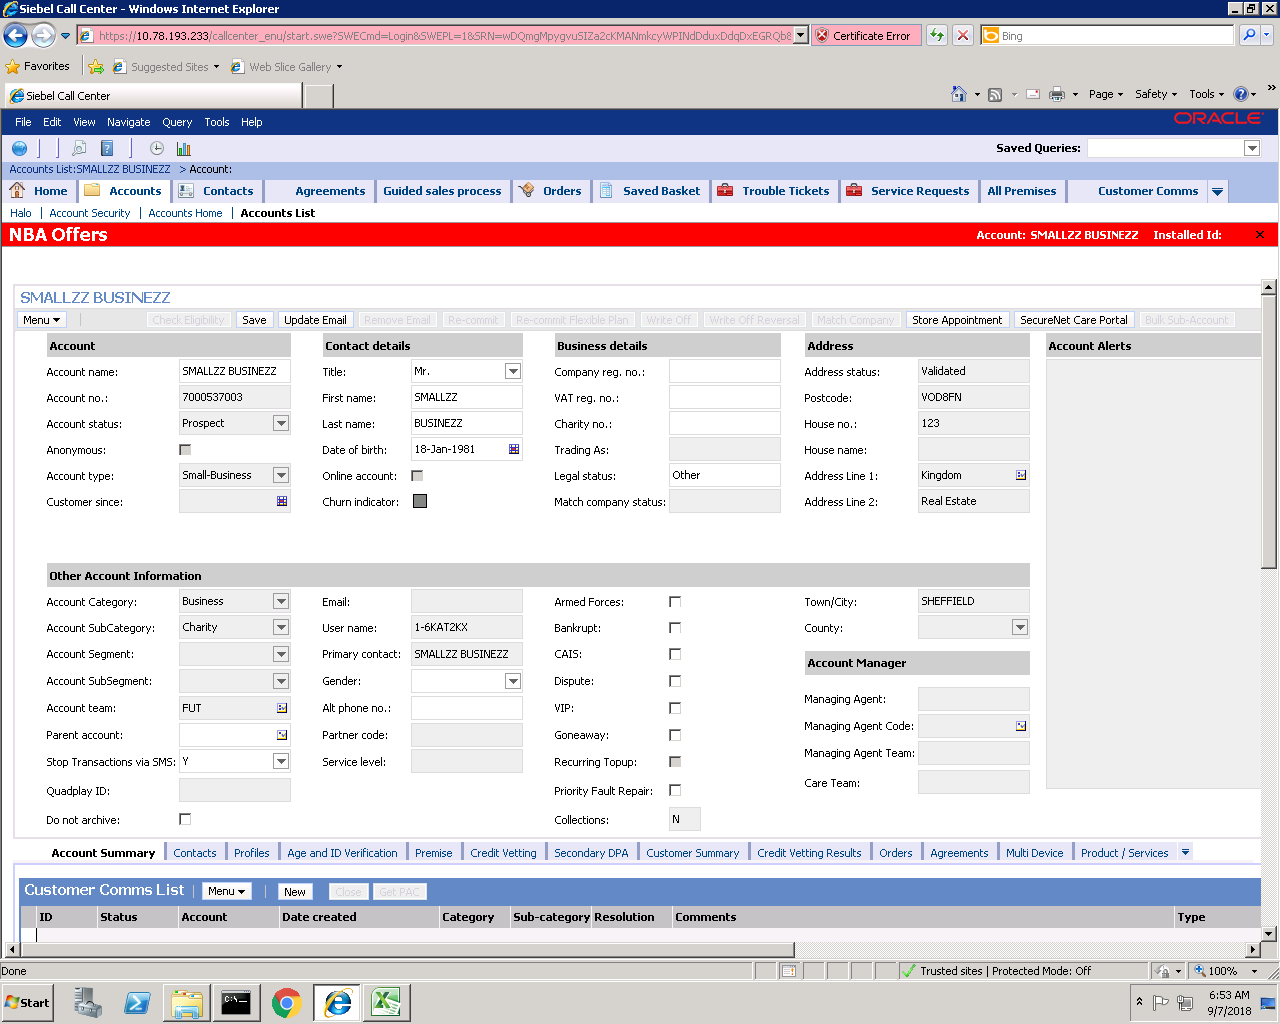 Siebel Call Center - Windows Internet Explorer
https://10.78.193.233/callcenter_enu/start.swe?SWECmd=Login&SWEPL=1&SRN=
Certificate Error
Bing
Favorites
Suggested Sites
Web Slice Gallery
Siebel Call Center
Page Safety Tools
File Edit View Navigate Query Tools Help
ORACLE
Saved Queries:
Accounts List:SMALLZZ BUSINEZZ > Account:
Home Accounts Contacts Agreements Guided sales process Orders Saved Basket Trouble Tickets Service Requests All Premises Customer Comms
Halo | Account Security | Accounts Home | Accounts List
NBA Offers Account: SMALLZZ BUSINEZZ Installed Id:
SMALLZZ BUSINEZZ
Menu Check Eligibility Save Update Email Remove Email Re-commit Re-commit Flexible Plan Write Off Write Off Reversal Match Company Store Appointment SecureNet Care Portal Bulk Sub-Account
Account Contact details Business details Address Account Alerts
Account name: SMALLZZ BUSINEZZ Title: Mr. Company reg. no.: Address status: Validated
Account no.: 7000537003 First name: SMALLZZ VAT reg. no.: Postcode: VOD8FN
Account status: Prospect Last name: BUSINEZZ Charity no.: House no.: 123
Anonymous: Date of birth: 18-Jan-1981 Trading As: House name:
Account type: Small-Business Online account: Legal status: Other Address Line 1: Kingdom
Customer since: Churn indicator: Match company status: Address Line 2: Real Estate
Other Account Information
Account Category: Business Email: Armed Forces: Town/City: SHEFFIELD
Account SubCategory: Charity User name: 1-6KAT2KX Bankrupt: County:
Account Segment: Primary contact: SMALLZZ BUSINEZZ CAIS: Account Manager
Account SubSegment: Gender: Dispute:
Account team: FUT Alt phone no.: VIP: Managing Agent:
Parent account: Partner code: Goneaway: Managing Agent Code:
Stop Transactions via SMS: Y Service level: Recurring Topup: Managing Agent Team:
Quadplay ID: Priority Fault Repair: Care Team:
Do not archive: Collections: N
Account Summary Contacts Profiles Age and ID Verification Premise Credit Vetting Secondary DPA Customer Summary Credit Vetting Results Orders Agreements Multi Device Product / Services
Customer Comms List Menu New Close Get PAC
ID Status Account Date created Category Sub-category Resolution Comments Type
Done Trusted sites | Protected Mode: Off 100%
Start 6:53 AM
9/7/2018